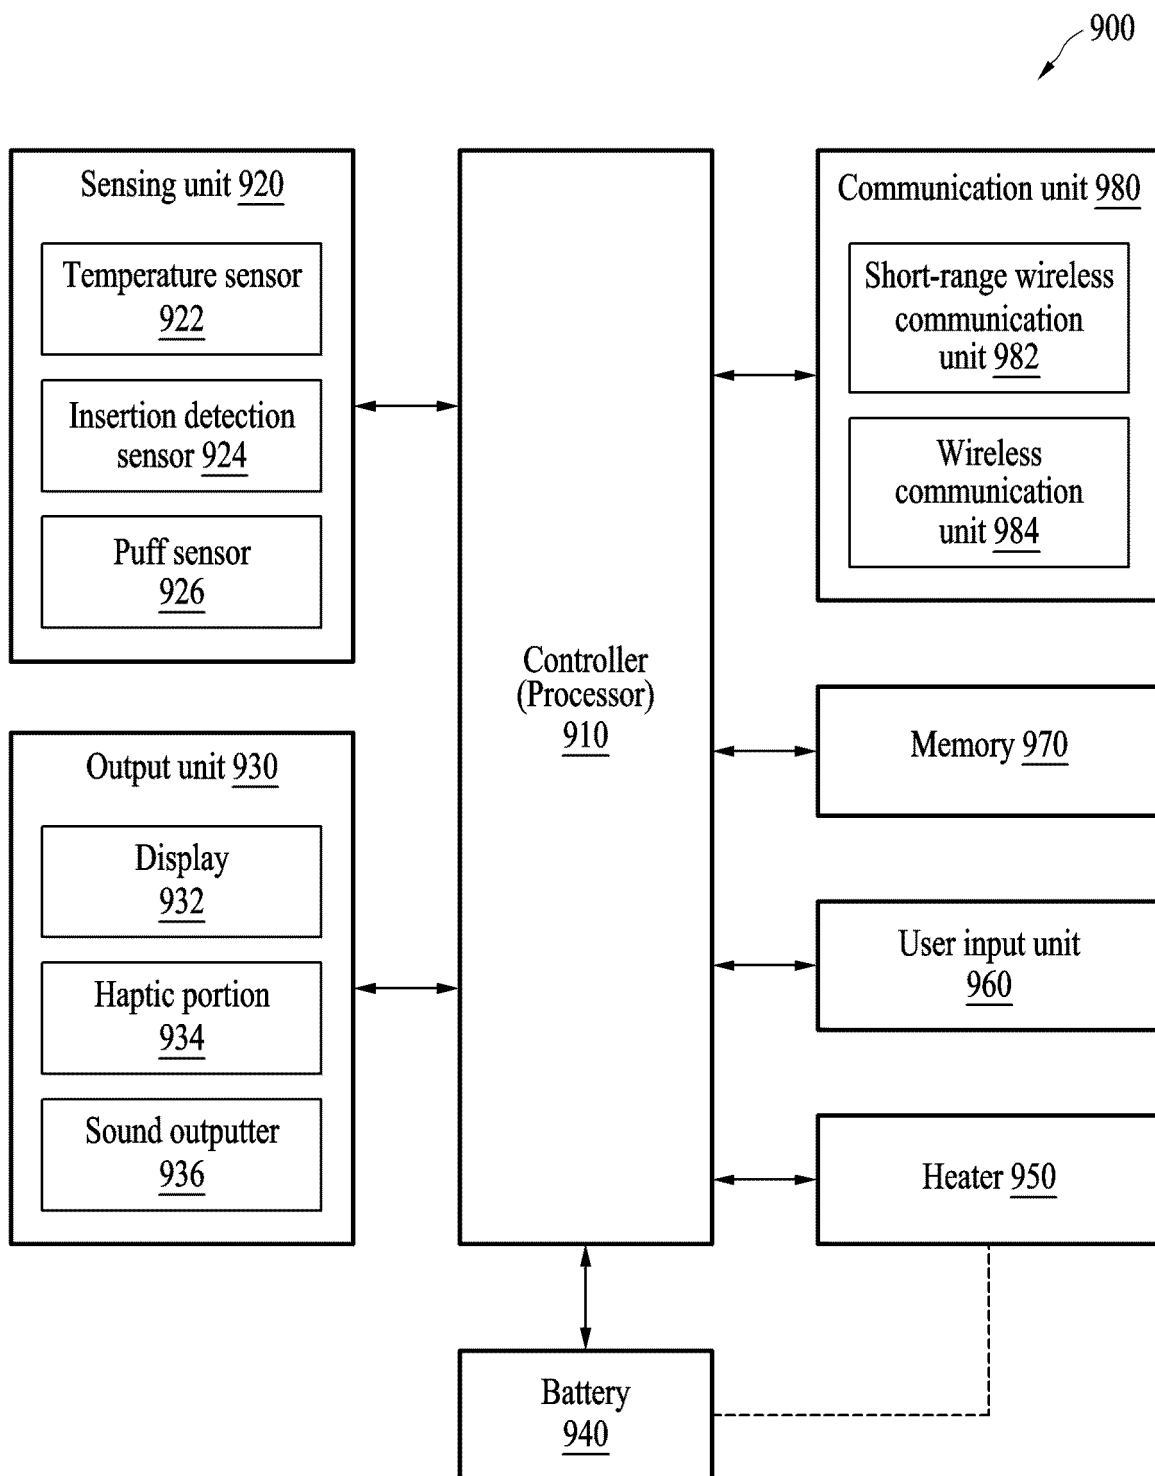 900
Sensing unit 920
Temperature sensor
922
Insertion detection
sensor 924
Puff sensor
926
Output unit 930
Display
932
Haptic portion
934
Sound outputter
936
Controller
(Processor)
910
Battery
940
Communication unit 980
Short-range wireless
communication
unit 982
Wireless
communication
unit 984
Memory 970
User input unit
960
Heater 950